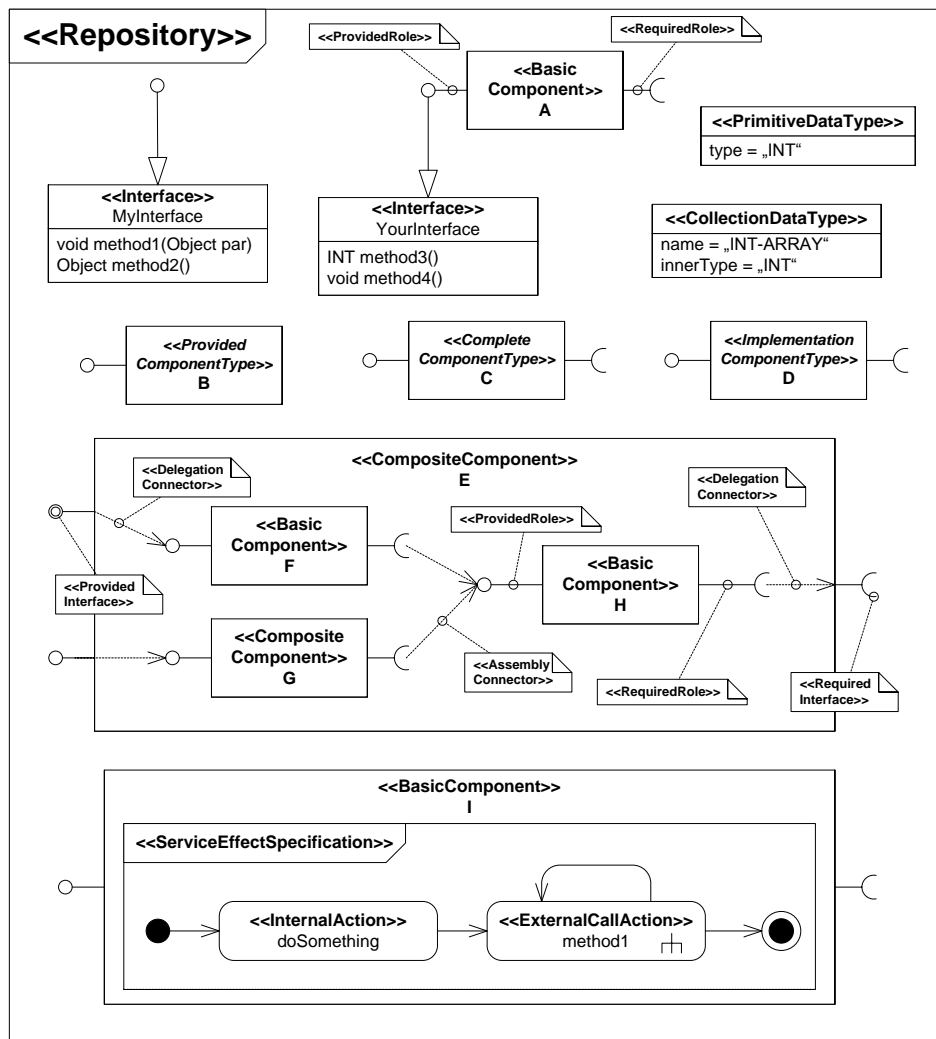 <<Repository>>
<<ProvidedRole>>
<<RequiredRole>>
<<Basic
Component>>
A
<<PrimitiveDataType>>
type = „INT“
<<Interface>>
MyInterface
void method1(Object par)
Object method2()
<<Interface>>
YourInterface
INT method3()
void method4()
<<CollectionDataType>>
name = „INT-ARRAY“
innerType = „INT“
<<Provided
ComponentType>>
B
<<Complete
ComponentType>>
C
<<Implementation
ComponentType>>
D
<<CompositeComponent>>
E
<<Delegation
Connector>>
<<Delegation
Connector>>
<<Basic
Component>>
F
<<ProvidedRole>>
<<Basic
Component>>
H
<<Provided
Interface>>
<<Composite
Component>>
G
<<Assembly
Connector>>
<<RequiredRole>>
<<Required
Interface>>
<<BasicComponent>>
I
<<ServiceEffectSpecification>>
<<InternalAction>>
doSomething
<<ExternalCallAction>>
method1